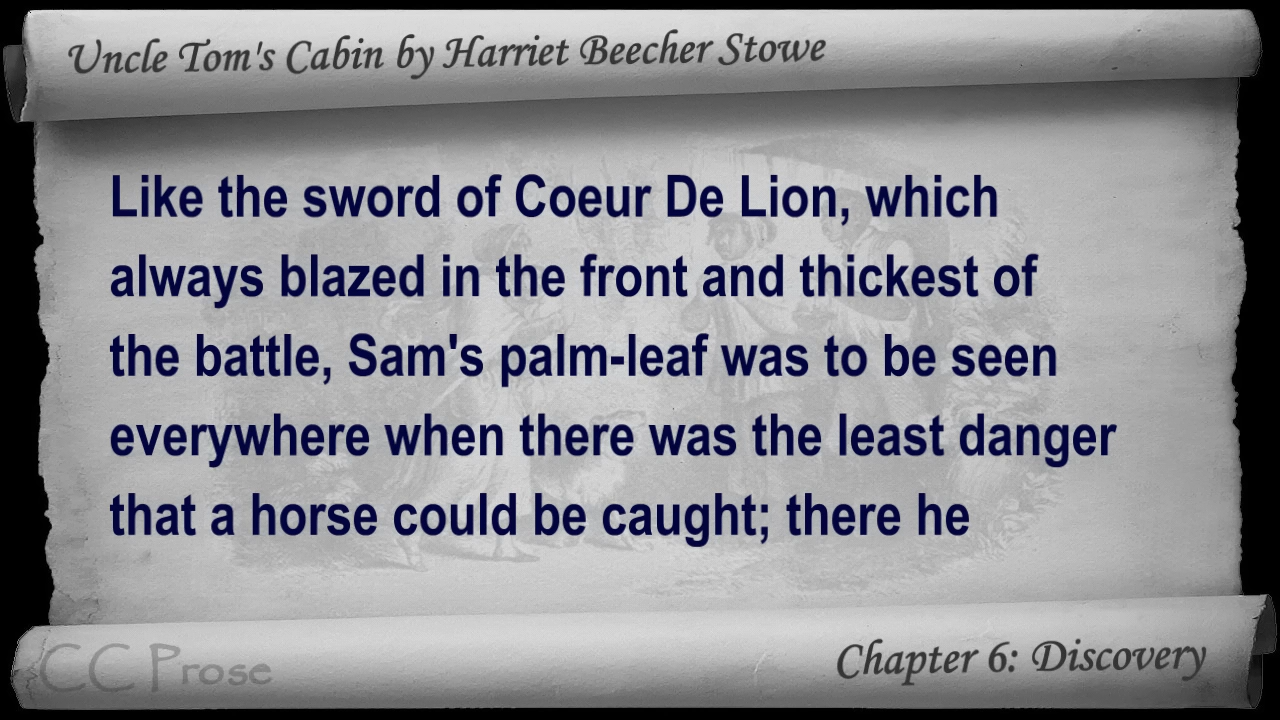 Uncle Tom's Cabin by Harriet Beecher Stowe
Like the sword of Coeur De Lion, which
always blazed in the front and thickest of
the battle, Sam's palm-leaf was to be seen
everywhere when there was the least danger
that a horse could be caught; there he
CC Prose
Chapter 6: Discovery